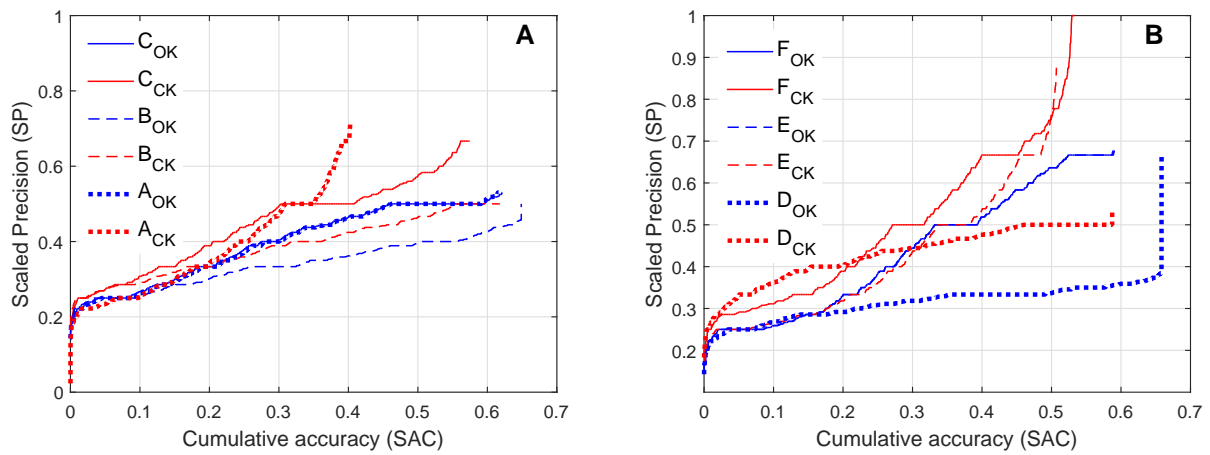 A
1
0.8
0.6
0.4
0.2
0
Scaled Precision (SP)
C_OK
C_CK
B_OK
B_CK
A_OK
A_CK
0 0.1 0.2 0.3 0.4 0.5 0.6 0.7
Cumulative accuracy (SAC)
B
1
0.9
0.8
0.7
0.6
0.5
0.4
0.3
0.2
Scaled Precision (SP)
F_OK
F_CK
E_OK
E_CK
D_OK
D_CK
0 0.1 0.2 0.3 0.4 0.5 0.6 0.7
Cumulative accuracy (SAC)